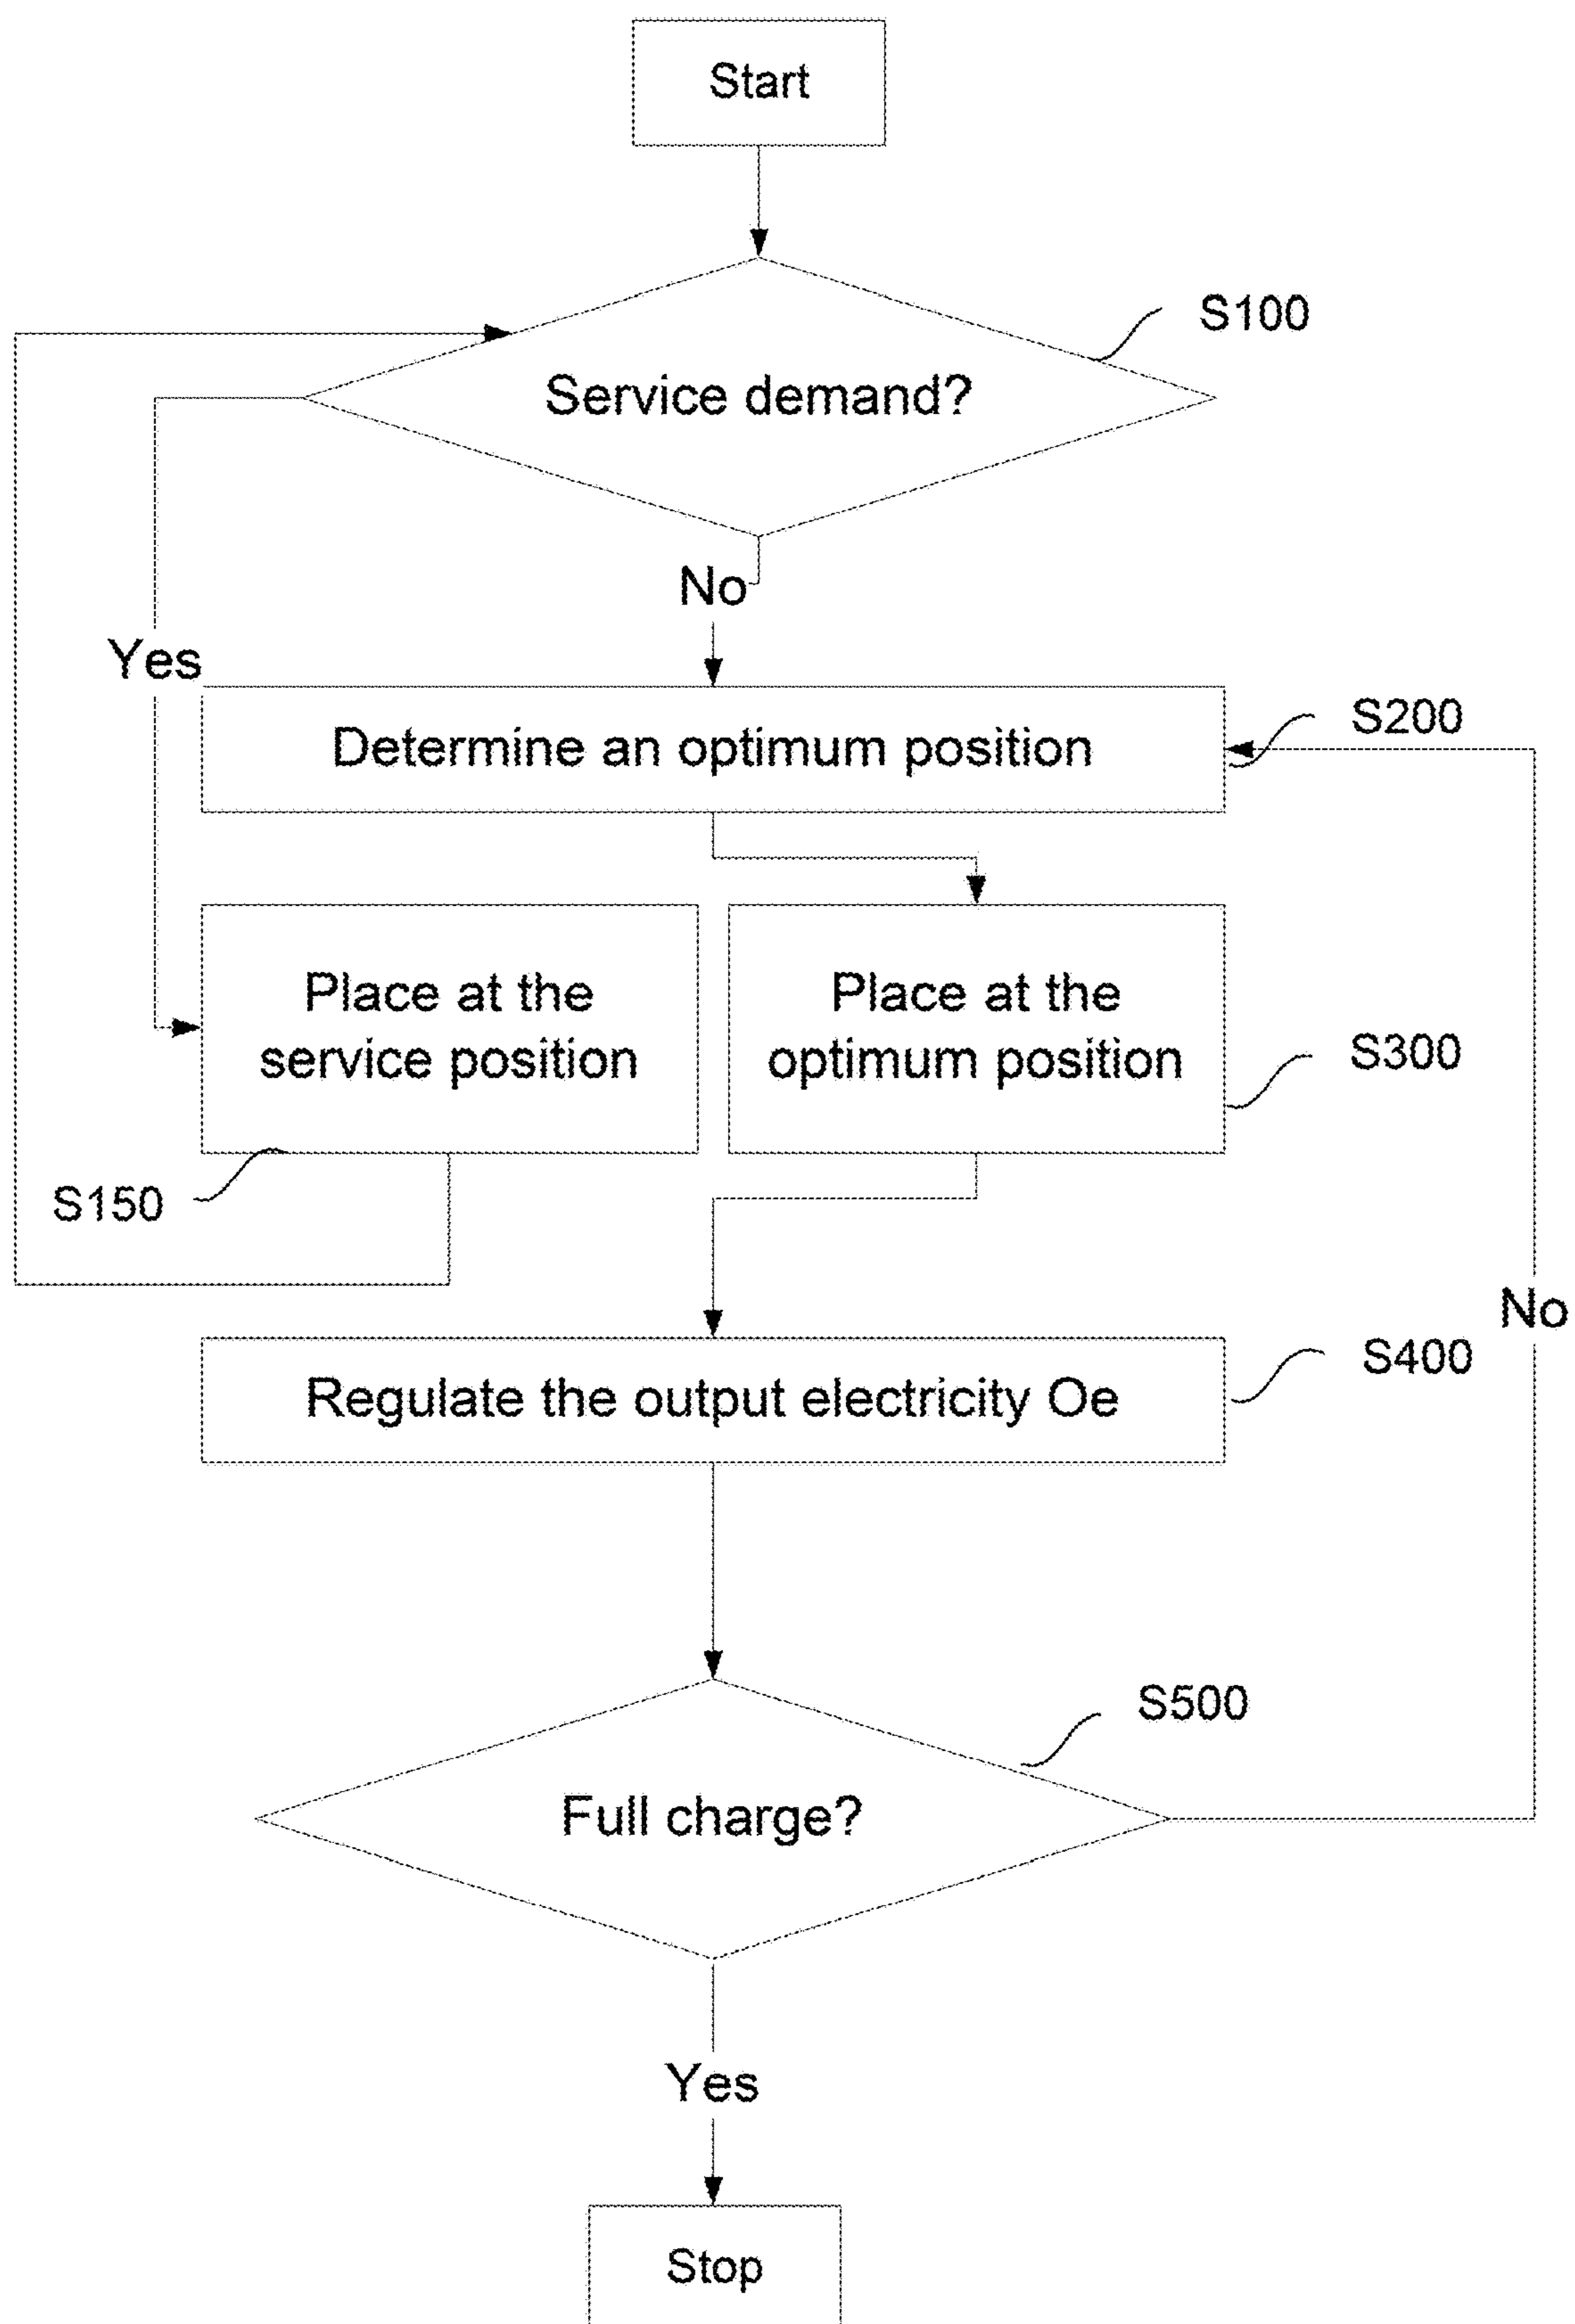 Start
S100
Service demand?
No
Yes
S200
Determine an optimum position
Place at the
service position
Place at the
optimum position
S300
S150
No
S400
Regulate the output electricity Oe
S500
Full charge?
Yes
Stop